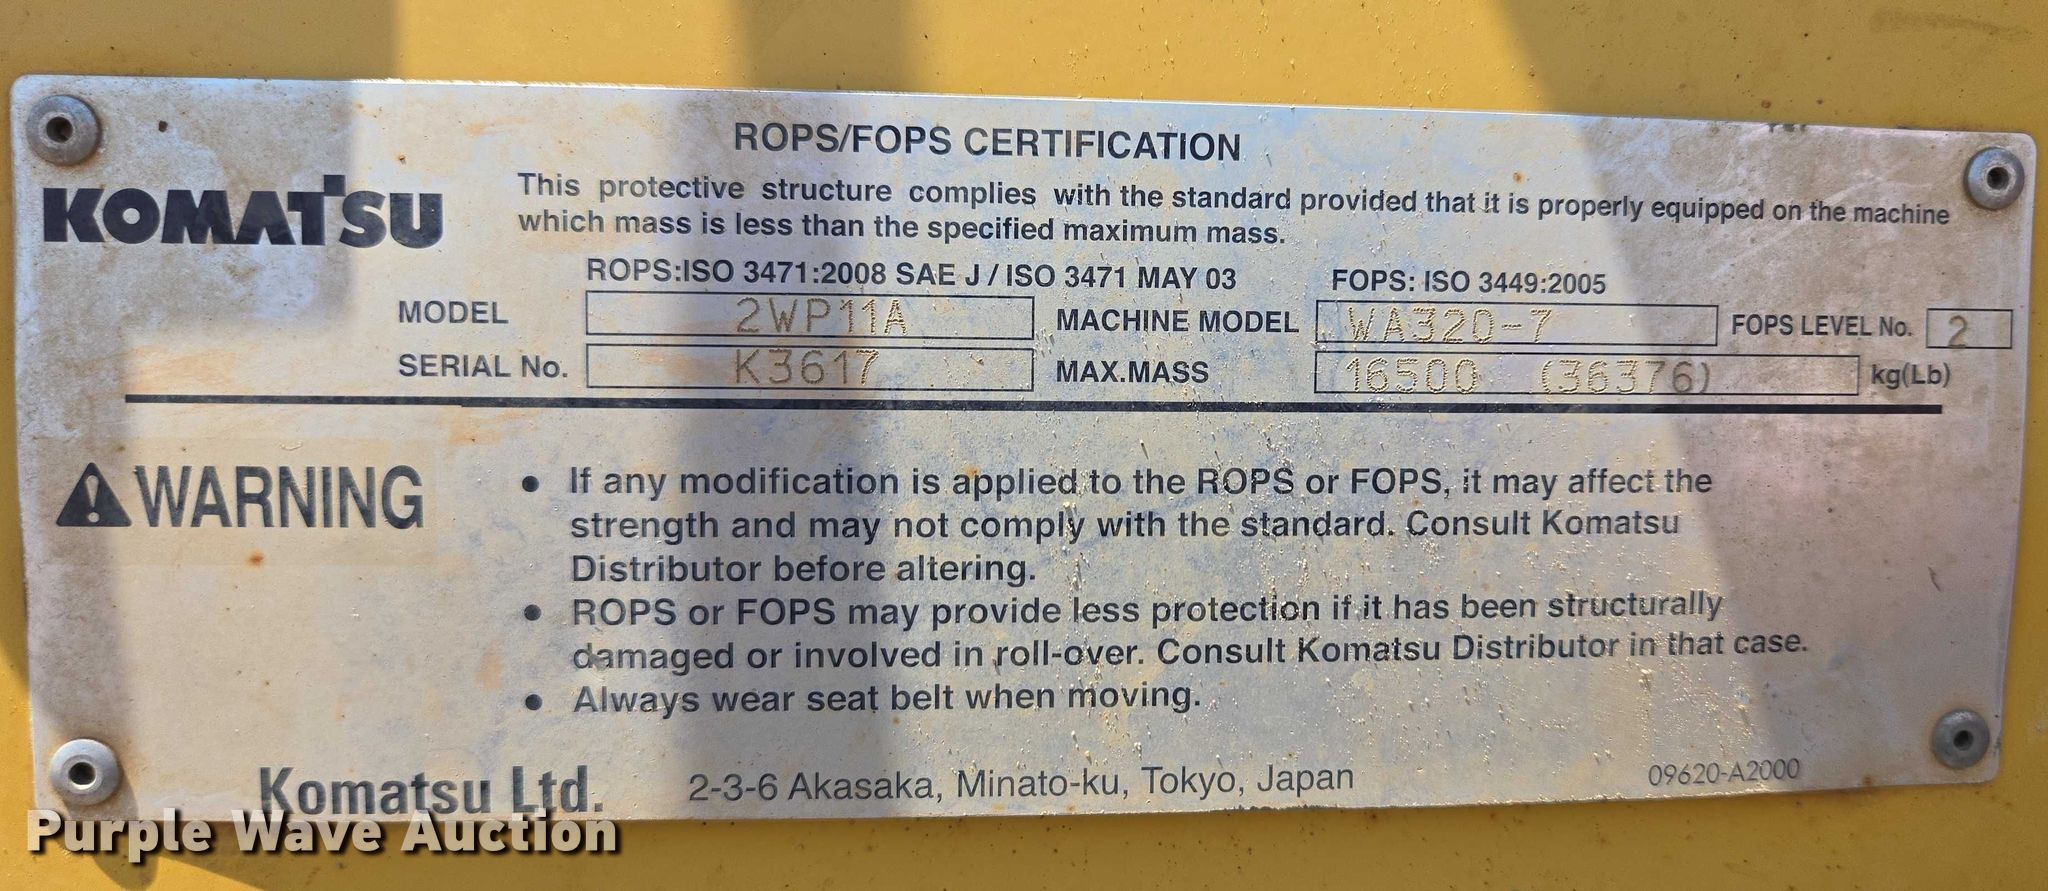 ROPS/FOPS CERTIFICATION
KOMATSU
This protective structure complies with the standard provided that it is properly equipped on the machine
which mass is less than the specified maximum mass.
ROPS:ISO 3471:2008 SAE J / ISO 3471 MAY 03 FOPS: ISO 3449:2005
MODEL 2WP11A MACHINE MODEL WA320-7 FOPS LEVEL No. 2
SERIAL No. K3617 MAX.MASS 16500 (36376) kg(Lb)
WARNING
• If any modification is applied to the ROPS or FOPS, it may affect the
strength and may not comply with the standard. Consult Komatsu
Distributor before altering.
• ROPS or FOPS may provide less protection if it has been structurally
damaged or involved in roll-over. Consult Komatsu Distributor in that case.
• Always wear seat belt when moving.
Komatsu Ltd. 2-3-6 Akasaka, Minato-ku, Tokyo, Japan 09620-A2000
Purple Wave Auction